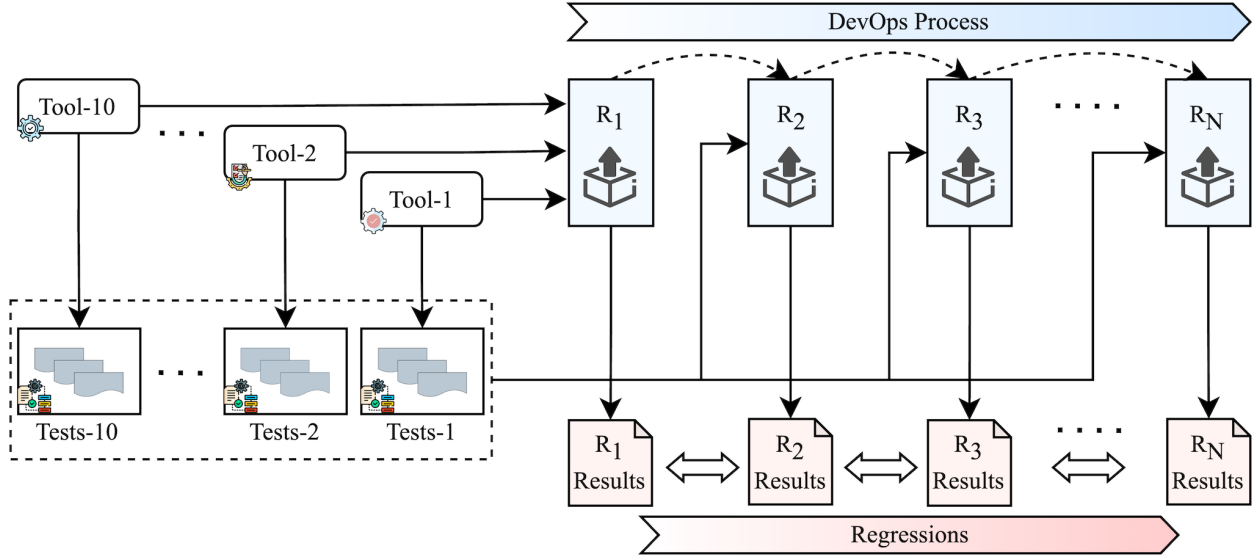 DevOps Process
Tool-10
. . .
Tool-2
Tool-1
R1
R2
R3
. . . .
RN
. . .
Tests-10
Tests-2
Tests-1
R1
Results
R2
Results
R3
Results
. . . .
RN
Results
Regressions